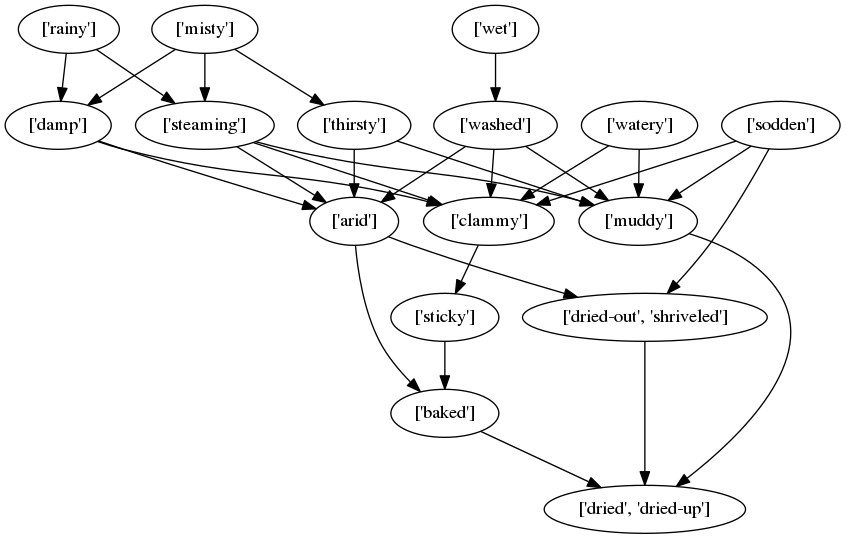 ['rainy']
['misty']
['wet']
['damp']
['steaming']
['thirsty']
['washed']
['watery']
['sodden']
['arid']
['clammy']
['muddy']
['sticky']
['dried-out', 'shriveled']
['baked']
['dried', 'dried-up']